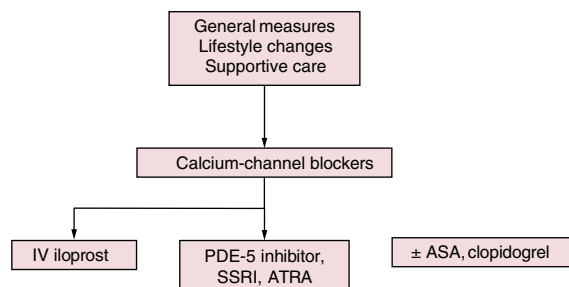 General measures
Lifestyle changes
Supportive care
Calcium-channel blockers
IV iloprost
PDE-5 inhibitor,
SSRI, ATRA
± ASA, clopidogrel